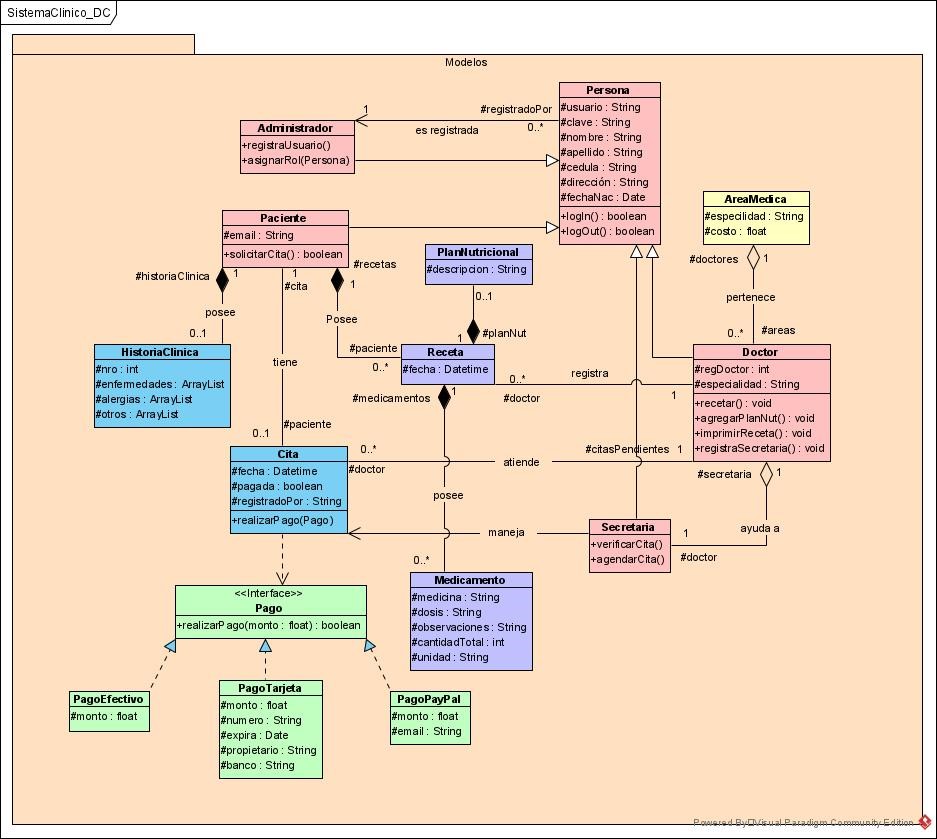 SistemaClinico_DC
Modelos
Persona
#usuario : String
#clave : String
#nombre : String
#apellido : String
#cedula : String
#dirección : String
#fechaNac : Date
+logIn() : boolean
+logOut() : boolean
1
#registradoPor
es registrada
0..*
Administrador
+registraUsuario()
+asignarRol(Persona)
Paciente
#email : String
+solicitarCita() : boolean
AreaMedica
#especilidad : String
#costo : float
#doctores
1
pertenece
0..*
#areas
PlanNutricional
#descripcion : String
0..1
1
#planNut
#historiaClinica
1
posee
0..1
1
#cita
tiene
0..1
#paciente
#recetas
1
Posee
#paciente
0..*
HistoriaClinica
#nro : int
#enfermedades : ArrayList
#alergias : ArrayList
#otros : ArrayList
Receta
#fecha : Datetime
0..*
registra
#doctor
1
Doctor
#regDoctor : int
#especialidad : String
+recetar() : void
+agregarPlanNut() : void
+imprimirReceta() : void
+registraSecretaria() : void
#medicamentos
1
posee
0..*
Cita
#fecha : Datetime
#pagada : boolean
#registradoPor : String
+realizarPago(Pago)
0..*
#doctor
atiende
#citasPendientes
1
#secretaria
1
ayuda a
1
#doctor
maneja
Secretaria
+verificarCita()
+agendarCita()
Medicamento
#medicina : String
#dosis : String
#observaciones : String
#cantidadTotal : int
#unidad : String
<<Interface>>
Pago
+realizarPago(monto : float) : boolean
PagoEfectivo
#monto : float
PagoTarjeta
#monto : float
#numero : String
#expira : Date
#propietario : String
#banco : String
PagoPayPal
#monto : float
#email : String
Powered By Visual Paradigm Community Edition